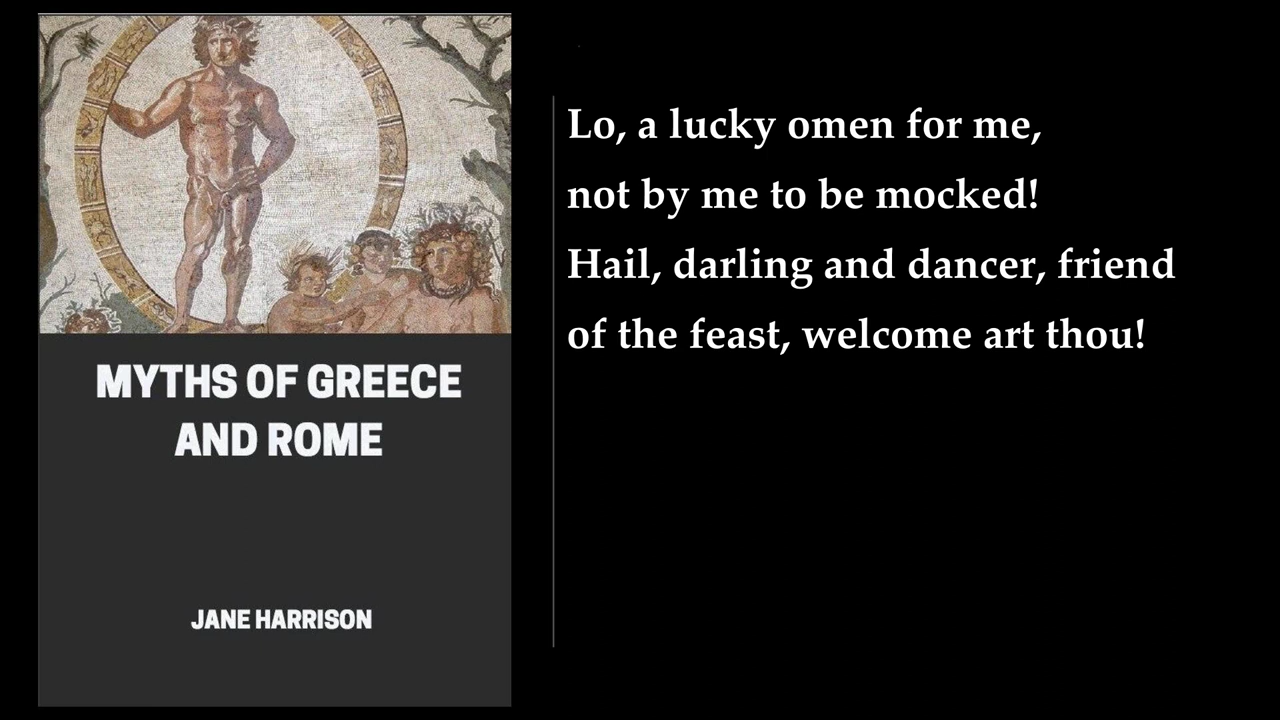 MYTHS OF GREECE
AND ROME
JANE HARRISON
Lo, a lucky omen for me,
not by me to be mocked!
Hail, darling and dancer, friend
of the feast, welcome art thou!